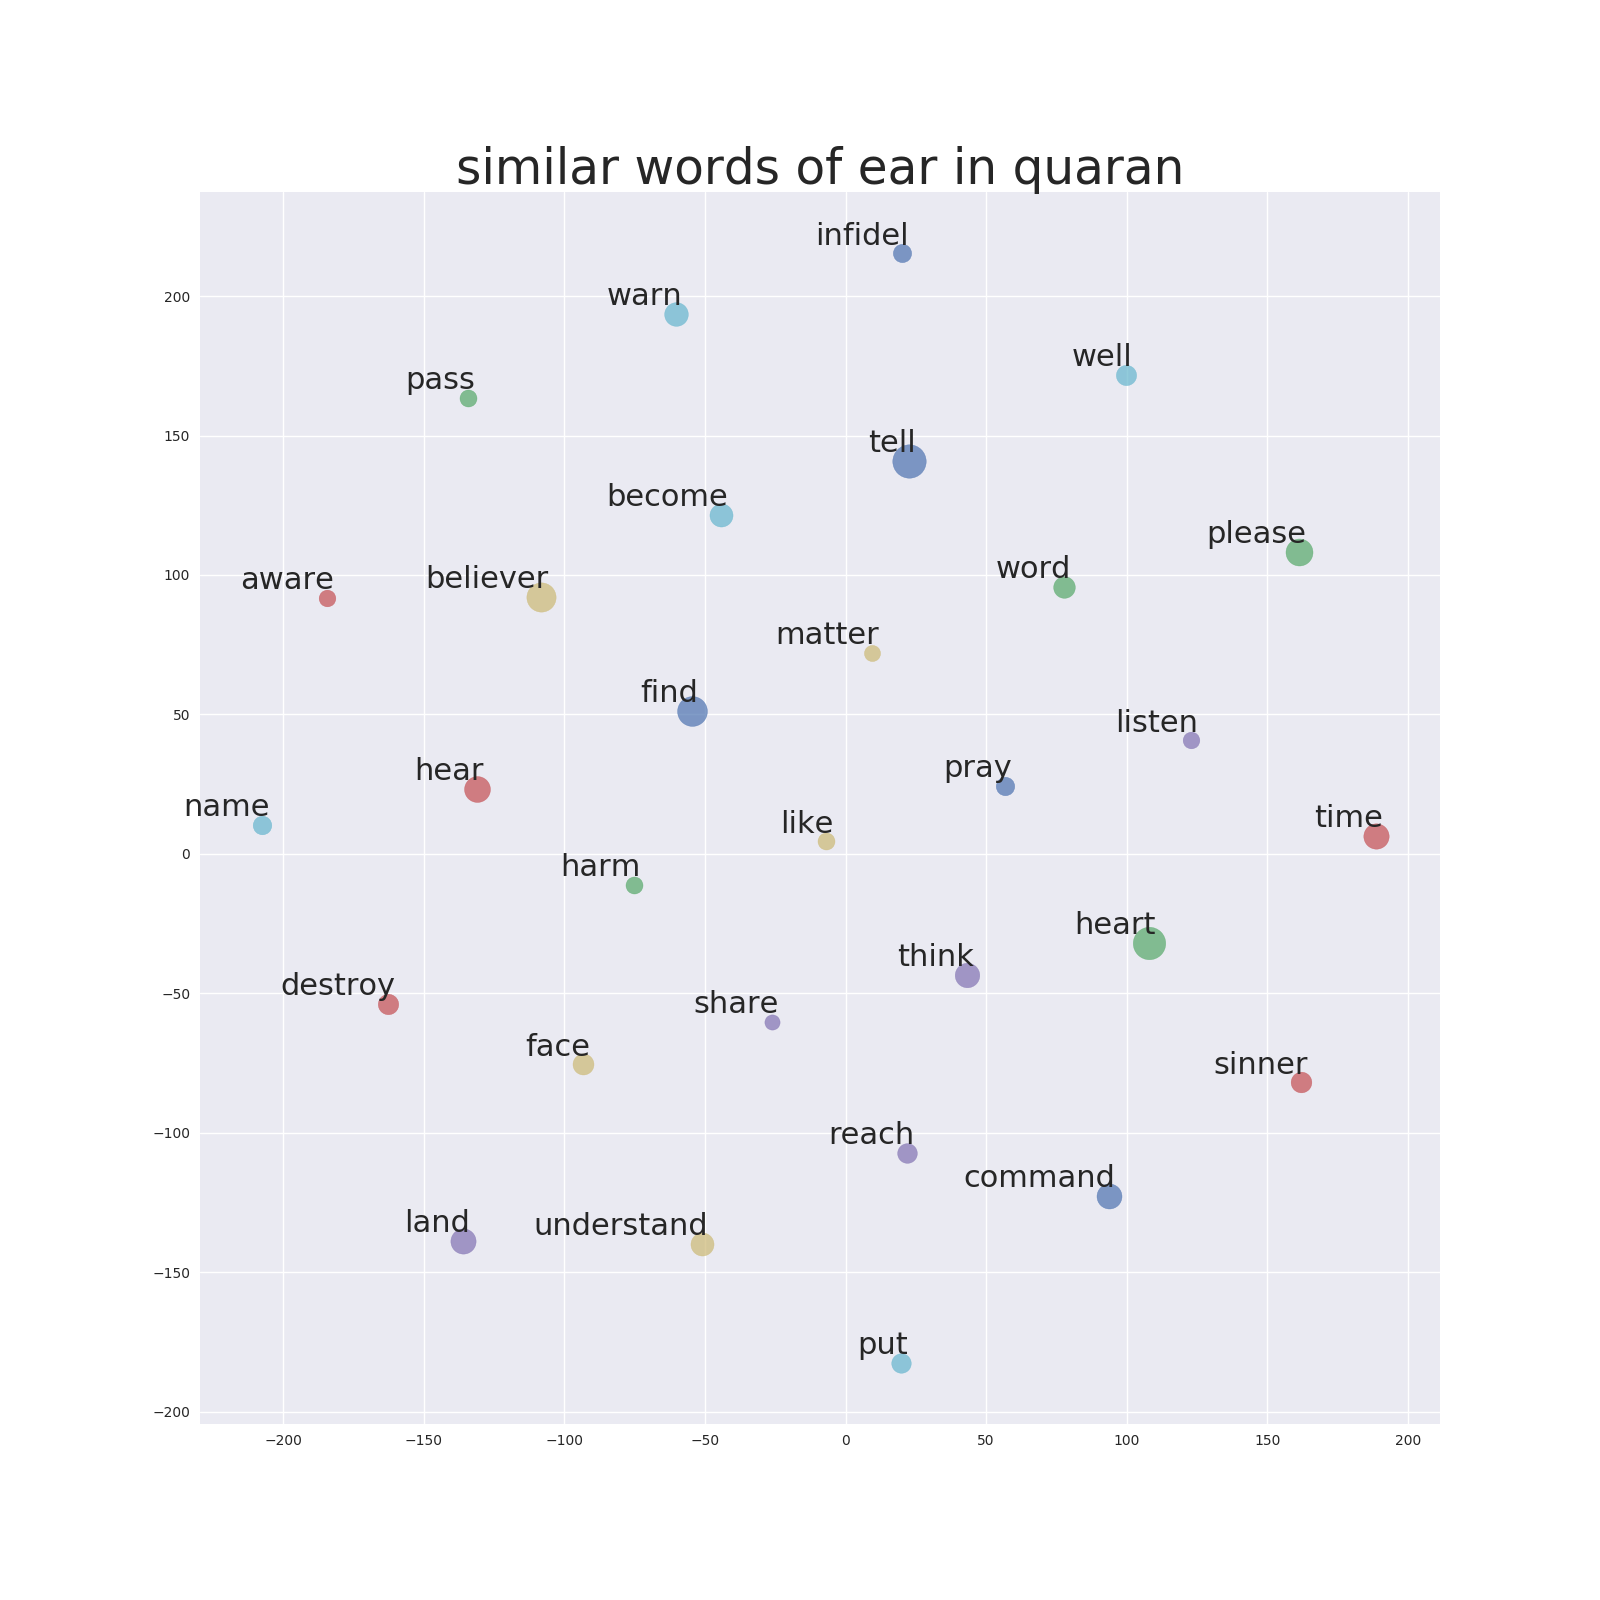 similar words of ear in quaran
infidel
200
warn
well
pass
150
tell
become
please
100
word
aware
believer
matter
find
50
listen
hear
pray
name
like
time
0
harm
heart
think
destroy
−50
share
face
sinner
−100
reach
command
land
understand
−150
put
−200
−200 −150 −100 −50 0 50 100 150 200